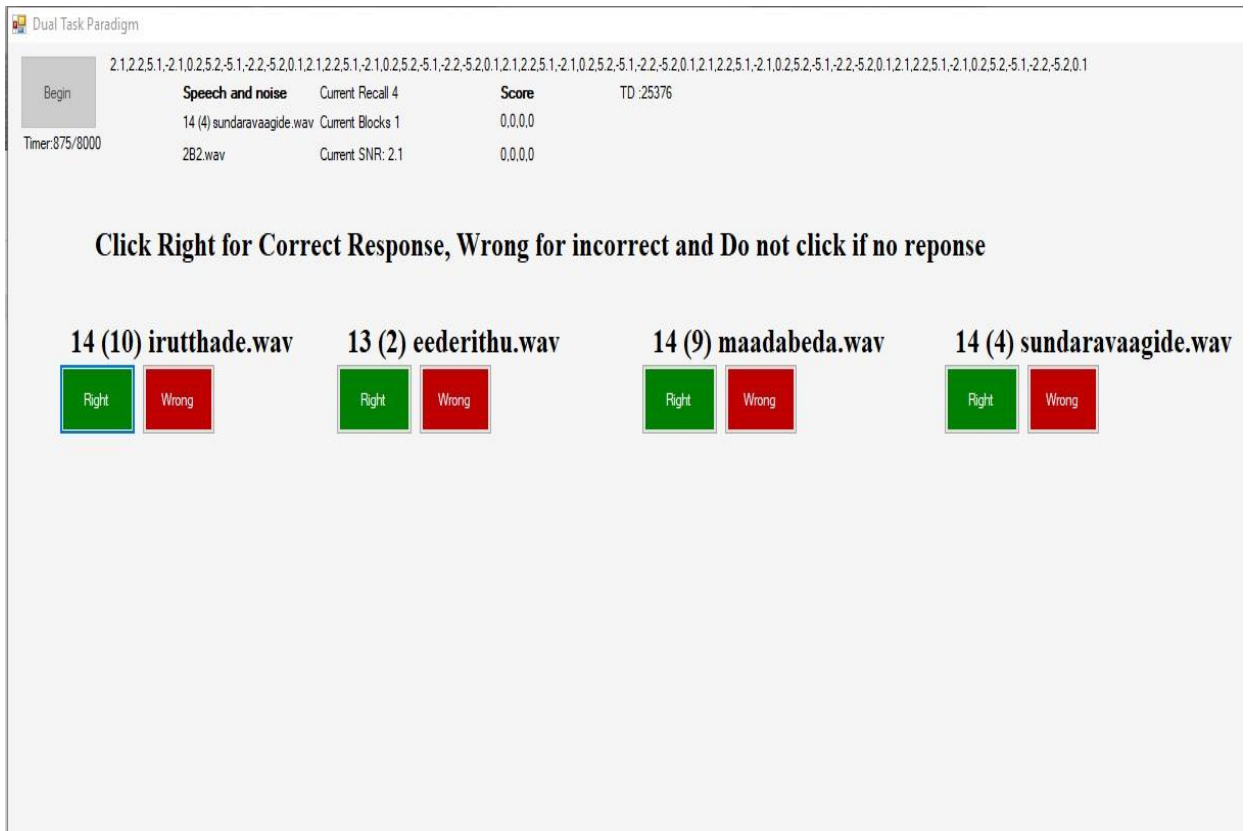 Dual Task Paradigm
2.1,2.2,5.1,-2.1,0.2,5.2,-5.1,-2.2,-5.2,0.1,2.1,2.2,5.1,-2.1,0.2,5.2,-5.1,-2.2,-5.2,0.1,2.1,2.2,5.1,-2.1,0.2,5.2,-5.1,-2.2,-5.2,0.1,2.1,2.2,5.1,-2.1,0.2,5.2,-5.1,-2.2,-5.2,0.1,2.1,2.2,5.1,-2.1,0.2,5.2,-5.1,-2.2,-5.2,0.1
Begin Speech and noise Current Recall 4 Score TD :25376
14 (4) sundaravaagide.wav Current Blocks 1 0,0,0,0
Timer:875/8000
2B2.wav Current SNR: 2.1 0,0,0,0
Click Right for Correct Response, Wrong for incorrect and Do not click if no reponse
14 (10) irutthade.wav 13 (2) eederithu.wav 14 (9) maadabeda.wav 14 (4) sundaravaagide.wav
Right Wrong Right Wrong Right Wrong Right Wrong